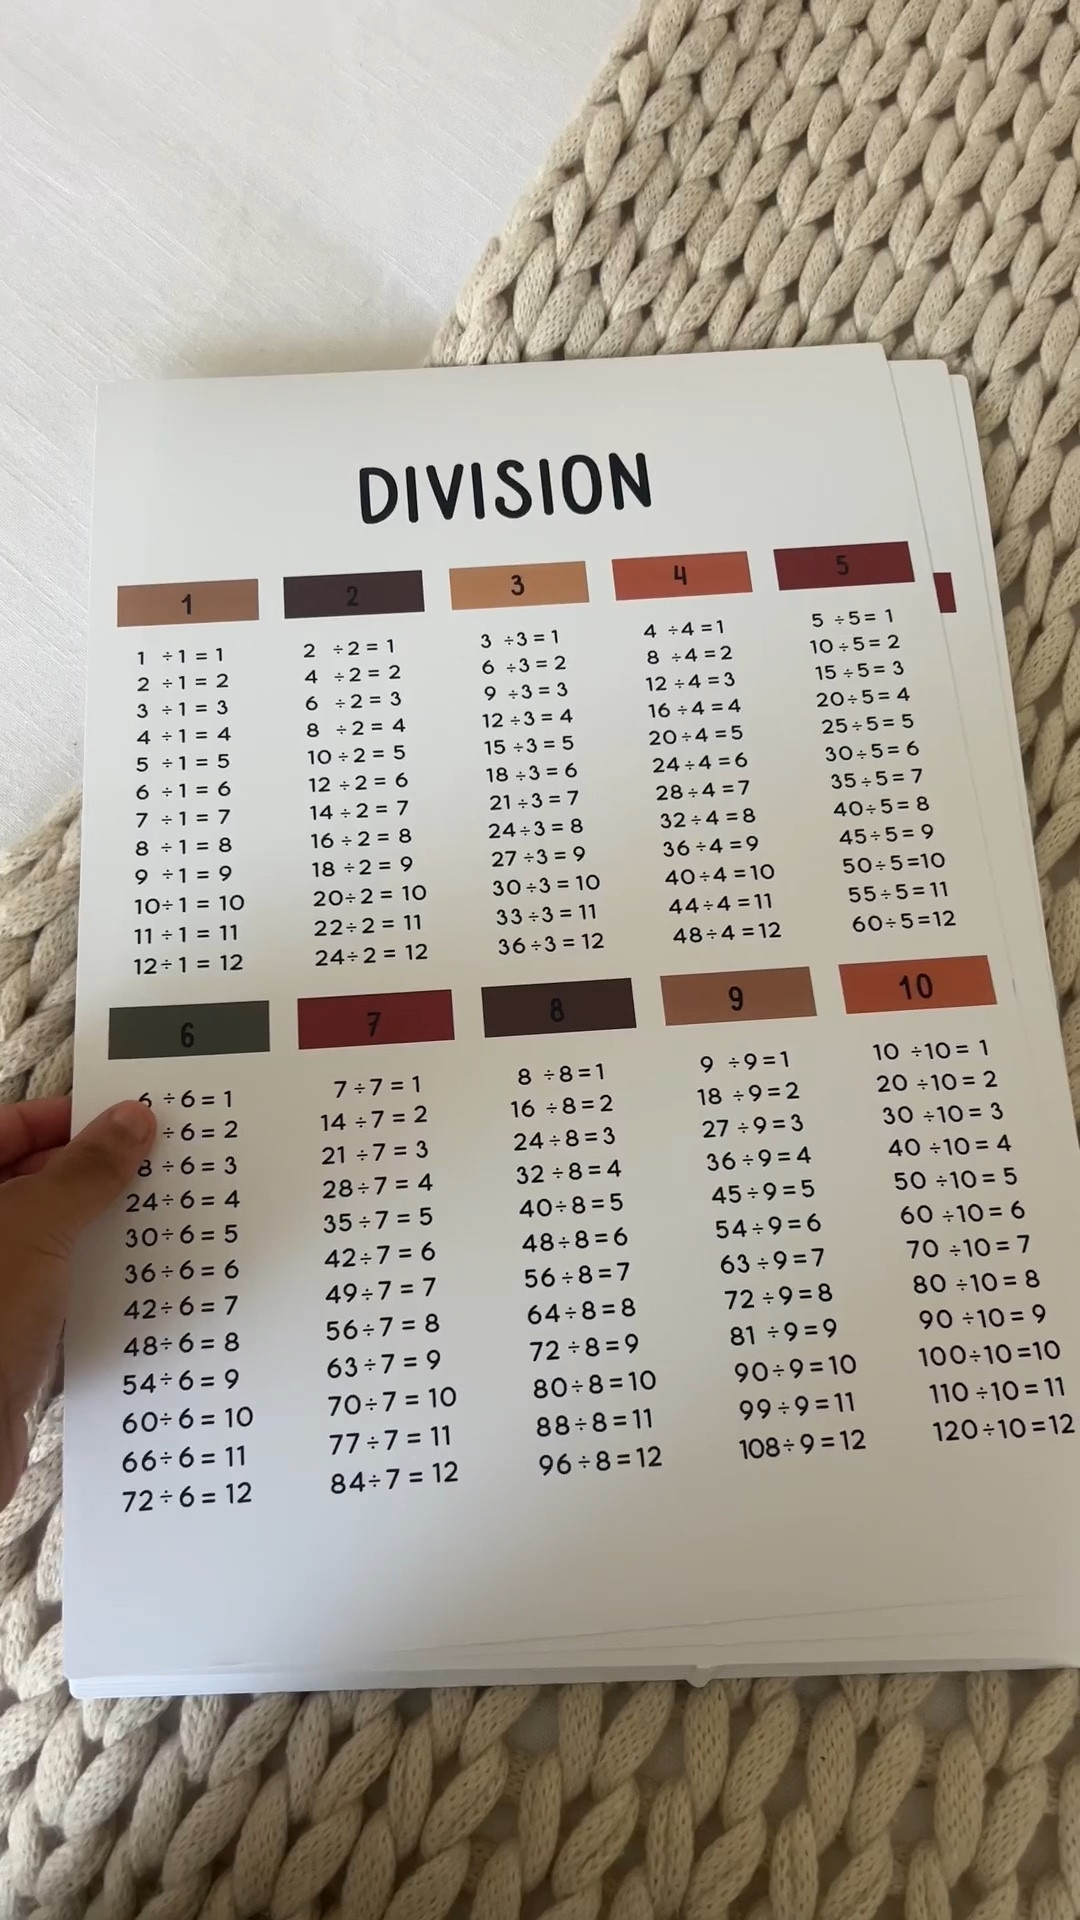 DIVISION
1
1 ÷1 = 1
2 ÷1 = 2
3 ÷1 = 3
4 ÷1 = 4
5 ÷1 = 5
6 ÷1 = 6
7 ÷1 = 7
8 ÷1 = 8
9 ÷1 = 9
10÷1 = 10
11 ÷1 = 11
12÷1 = 12
2
2 ÷2 = 1
4 ÷2 = 2
6 ÷2 = 3
8 ÷2 = 4
10÷2 = 5
12÷2 = 6
14÷2 = 7
16÷2 = 8
18÷2 = 9
20÷2 = 10
22÷2 = 11
24÷2 = 12
3
3 ÷3 = 1
6 ÷3 = 2
9 ÷3 = 3
12÷3 = 4
15÷3 = 5
18÷3 = 6
21÷3 = 7
24÷3 = 8
27÷3 = 9
30÷3 = 10
33÷3 = 11
36÷3 = 12
4
4 ÷4 = 1
8 ÷4 = 2
12÷4 = 3
16÷4 = 4
20÷4 = 5
24÷4 = 6
28÷4 = 7
32÷4 = 8
36÷4 = 9
40÷4 = 10
44÷4 = 11
48÷4 = 12
5
5 ÷5= 1
10÷5= 2
15÷5= 3
20÷5= 4
25÷5= 5
30÷5= 6
35÷5= 7
40÷5= 8
45÷5= 9
50÷5=10
55÷5=11
60÷5=12
6
6 ÷6 = 1
÷6 = 2
8 ÷6 = 3
24÷6 = 4
30÷6 = 5
36÷6 = 6
42÷6 = 7
48÷6 = 8
54÷6 = 9
60÷6 = 10
66÷6 = 11
72÷6 = 12
7
7÷7 = 1
14÷7 = 2
21÷7 = 3
28÷7 = 4
35÷7 = 5
42÷7 = 6
49÷7 = 7
56÷7 = 8
63÷7 = 9
70÷7 = 10
77÷7 = 11
84÷7 = 12
8
8 ÷8=1
16 ÷8=2
24÷8=3
32÷8=4
40÷8=5
48÷8=6
56÷8=7
64÷8=8
72÷8=9
80÷8=10
88÷8=11
96÷8=12
9
9 ÷9=1
18 ÷9=2
27÷9=3
36÷9=4
45÷9=5
54÷9=6
63÷9=7
72÷9=8
81 ÷9=9
90÷9=10
99÷9=11
108÷9=12
10
10 ÷10= 1
20 ÷10= 2
30 ÷10= 3
40 ÷10= 4
50 ÷10= 5
60 ÷10= 6
70 ÷10= 7
80 ÷10= 8
90 ÷10= 9
100÷10=10
110÷10=11
120÷10=12